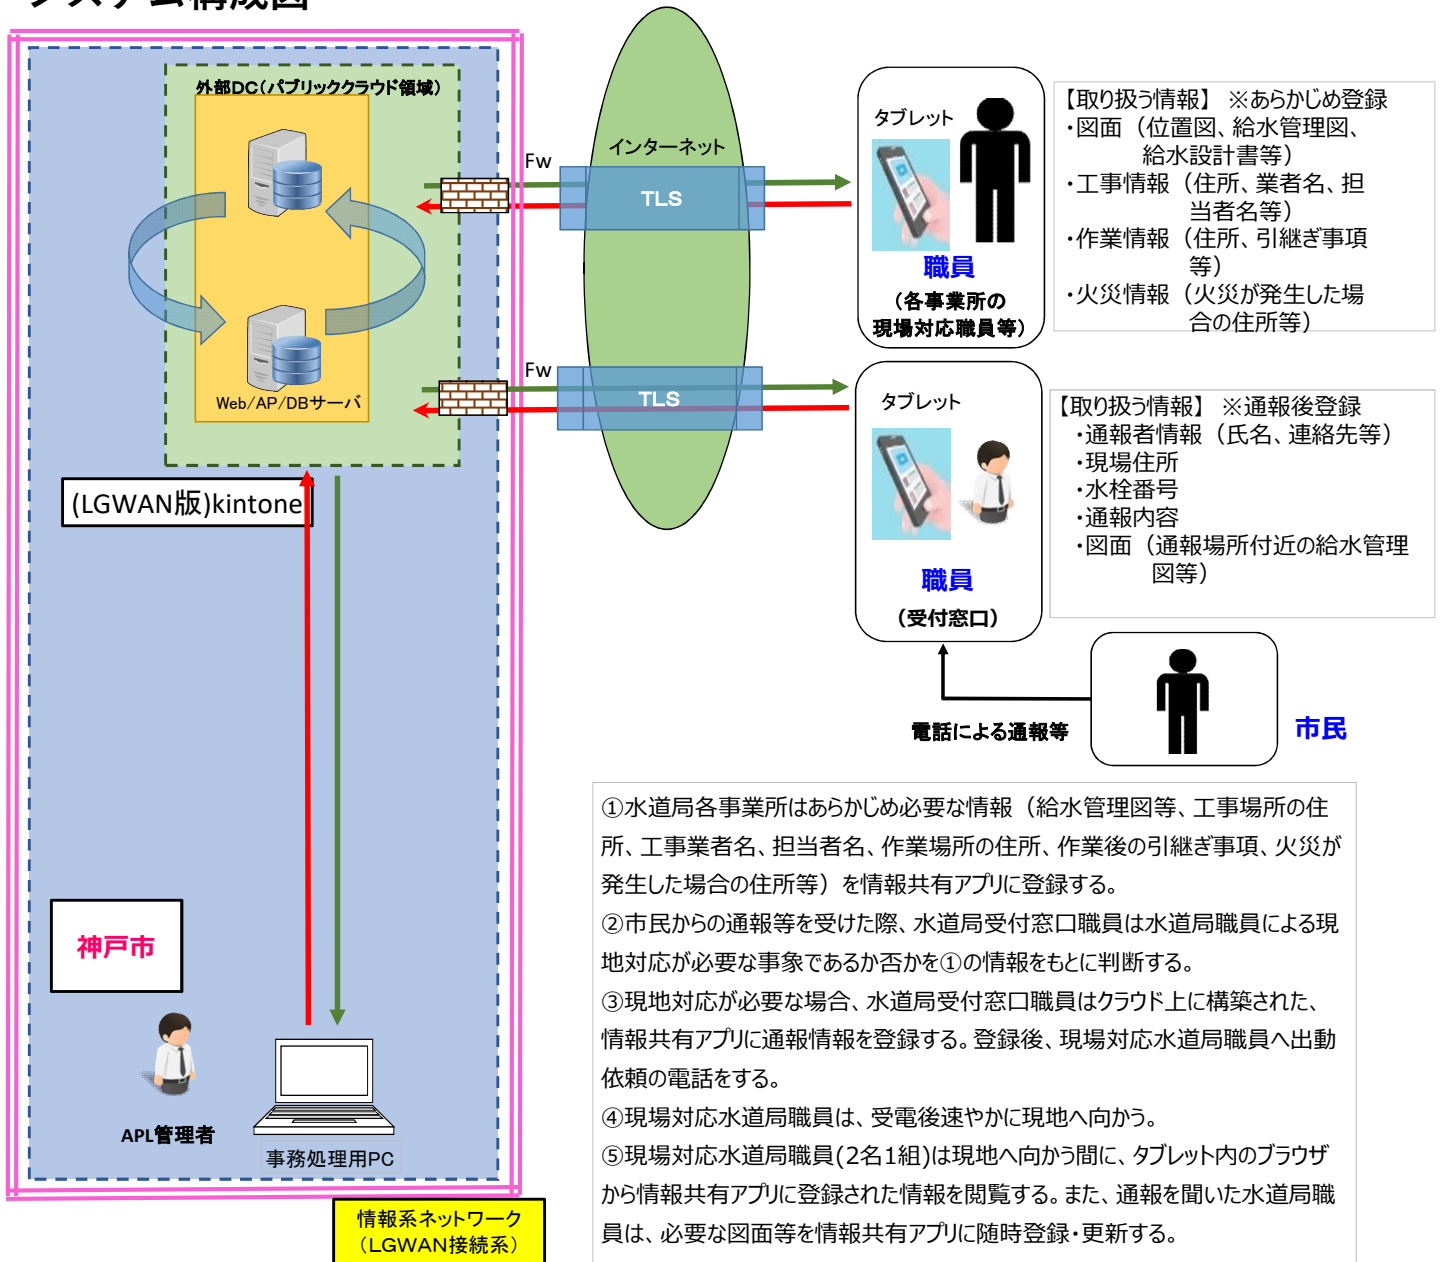 システム構成図
外部DC(パブリッククラウド領域)
Web/AP/DBサーバ
(LGWAN版)kintone
神戸市
APL管理者
事務処理用PC
情報系ネットワーク
(LGWAN接続系)
Fw
インターネット
TLS
Fw
TLS
タブレット
職員
(各事業所の
現場対応職員等)
【取り扱う情報】 ※あらかじめ登録
・図面(位置図、給水管理図、
給水設計書等)
・工事情報(住所、業者名、担
当者名等)
・作業情報(住所、引継ぎ事項
等)
・火災情報(火災が発生した場
合の住所等)
タブレット
職員
(受付窓口)
【取り扱う情報】 ※通報後登録
・通報者情報(氏名、連絡先等)
・現場住所
・水栓番号
・通報内容
・図面(通報場所付近の給水管理
図等)
電話による通報等
市民
①水道局各事業所はあらかじめ必要な情報(給水管理図等、工事場所の住
所、工事業者名、担当者名、作業場所の住所、作業後の引継ぎ事項、火災が
発生した場合の住所等)を情報共有アプリに登録する。
②市民からの通報等を受けた際、水道局受付窓口職員は水道局職員による現
地対応が必要な事象であるか否かを①の情報をもとに判断する。
③現地対応が必要な場合、水道局受付窓口職員はクラウド上に構築された、
情報共有アプリに通報情報を登録する。登録後、現場対応水道局職員へ出動
依頼の電話をする。
④現場対応水道局職員は、受電後速やかに現地へ向かう。
⑤現場対応水道局職員(2名1組)は現地へ向かう間に、タブレット内のブラウザ
から情報共有アプリに登録された情報を閲覧する。また、通報を聞いた水道局職
員は、必要な図面等を情報共有アプリに随時登録・更新する。